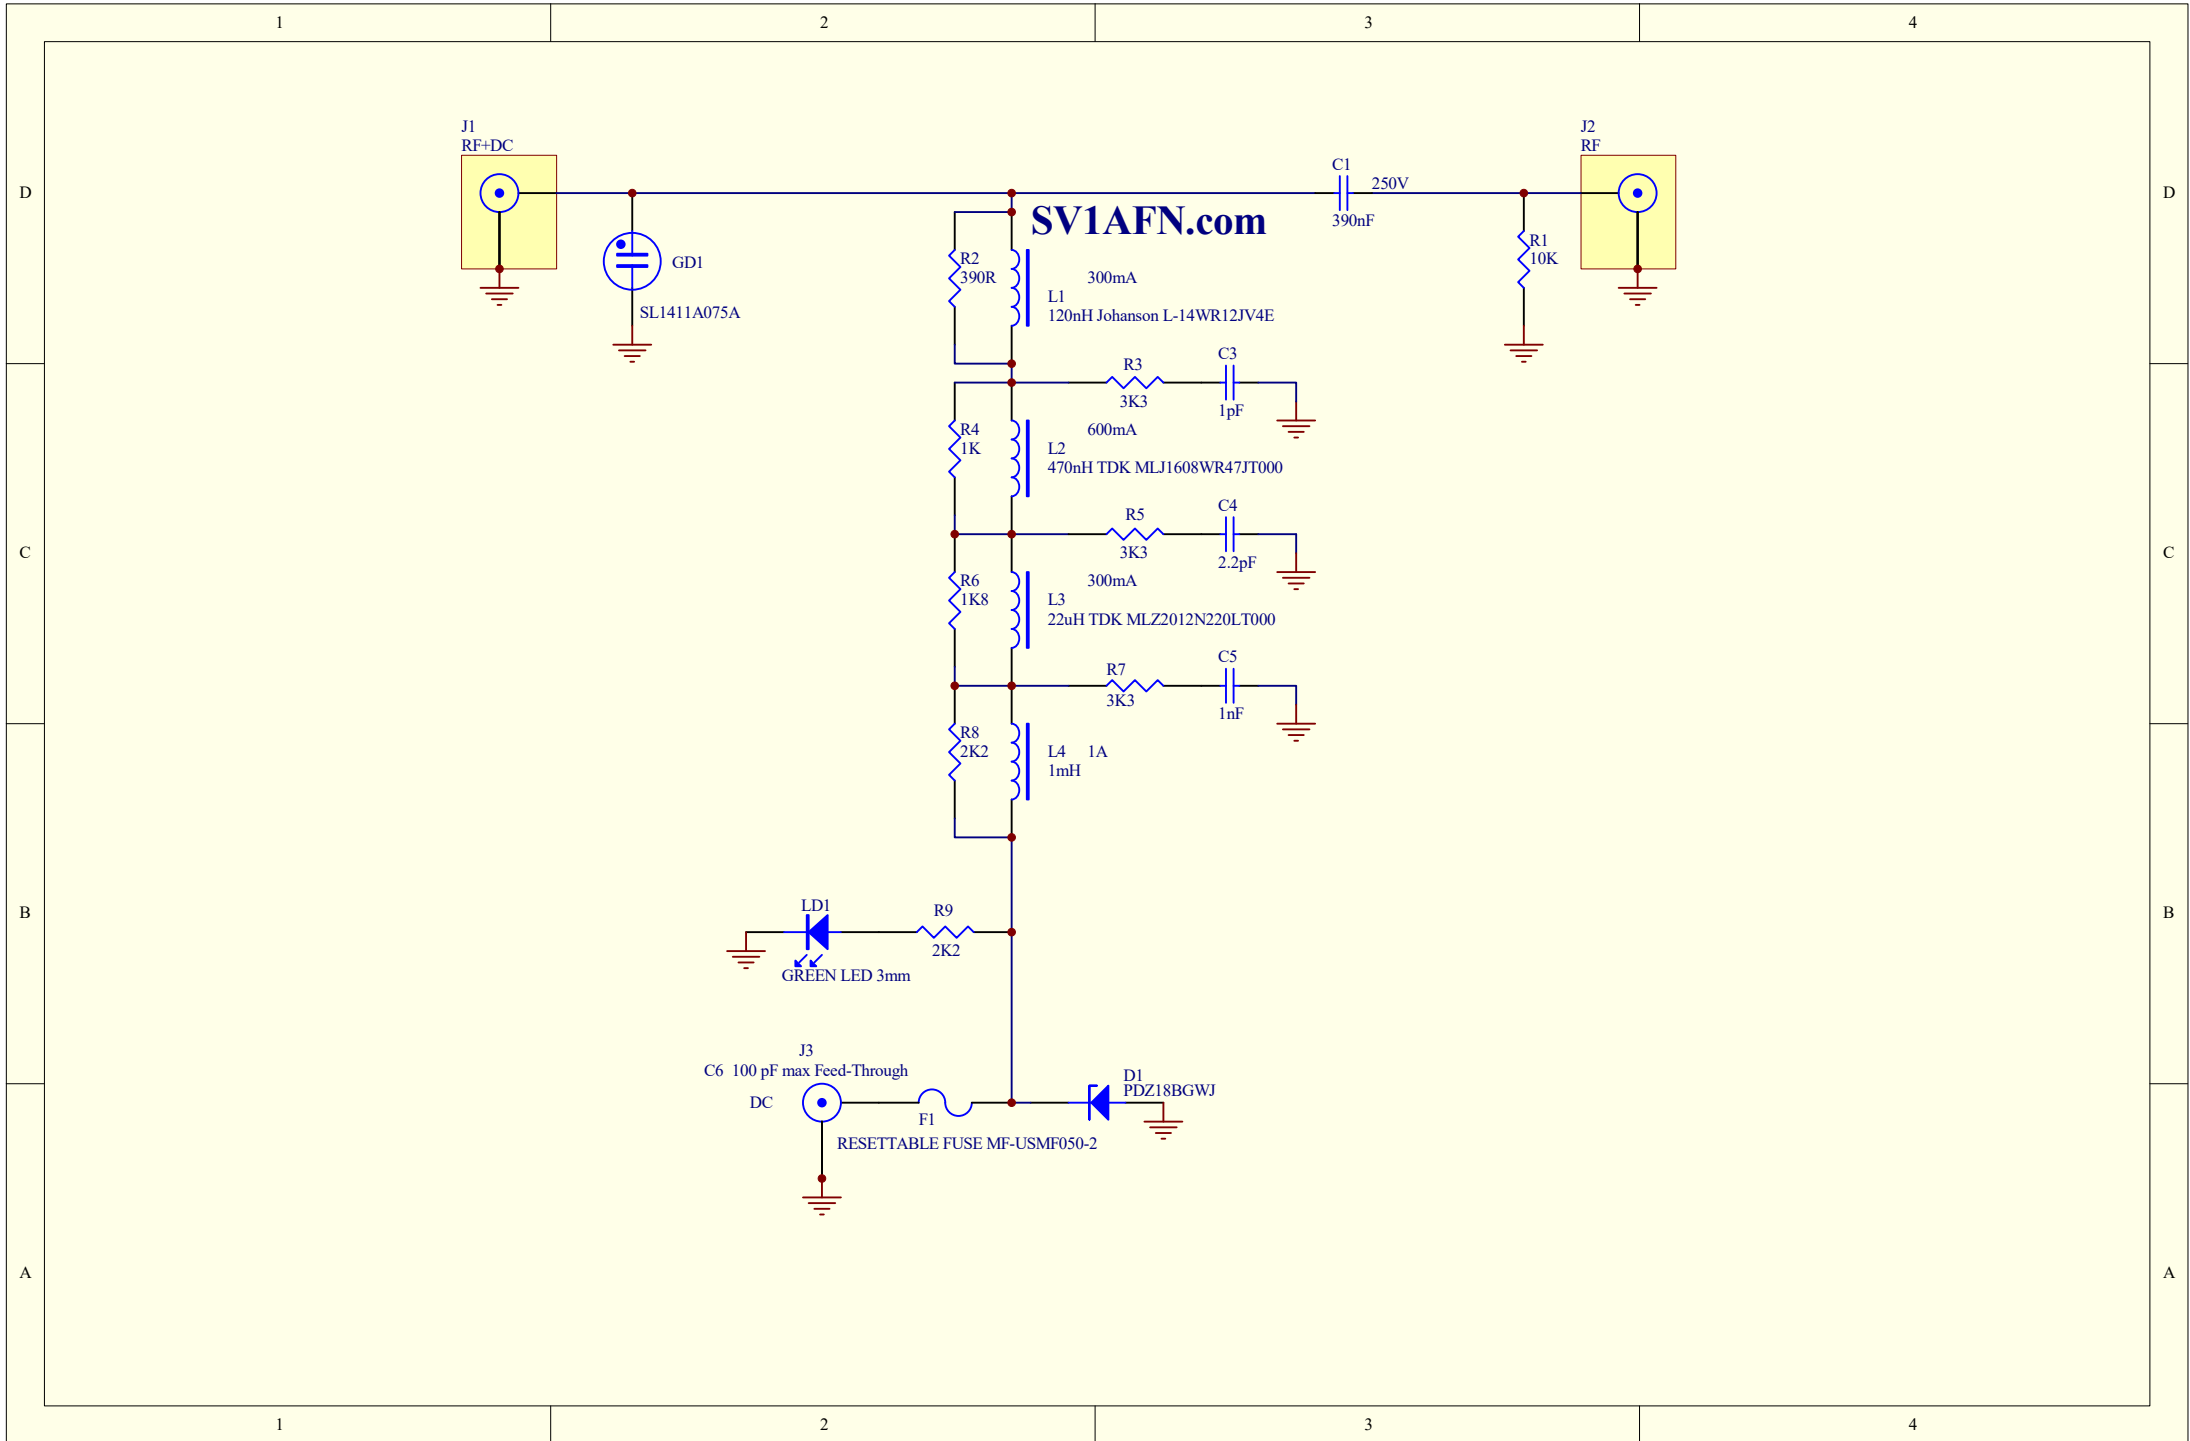 1 2 3 4
J1
RF+DC
J2
RF
D
D
C1
250V
390nF
SV1AFN.com
R1
10K
GD1
SL1411A075A
R2
390R
300mA
L1
120nH Johanson L-14WR12JV4E
R3
3K3
C3
1pF
R4
1K
600mA
L2
470nH TDK MLJ1608WR47JT000
R5
3K3
C4
2.2pF
C
C
R6
1K8
300mA
L3
22uH TDK MLZ2012N220LT000
R7
3K3
C5
1nF
R8
2K2
L4 1A
1mH
B
B
LD1
GREEN LED 3mm
R9
2K2
J3
C6 100 pF max Feed-Through
DC
F1
RESETTABLE FUSE MF-USMF050-2
D1
PDZ18BGWJ
A
A
1 2 3 4